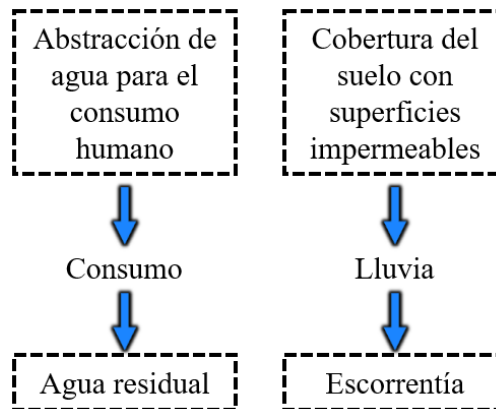 Abstracción de
agua para el
consumo
humano
Cobertura del
suelo con
superficies
impermeables
Consumo
Lluvia
Agua residual
Escorrentía